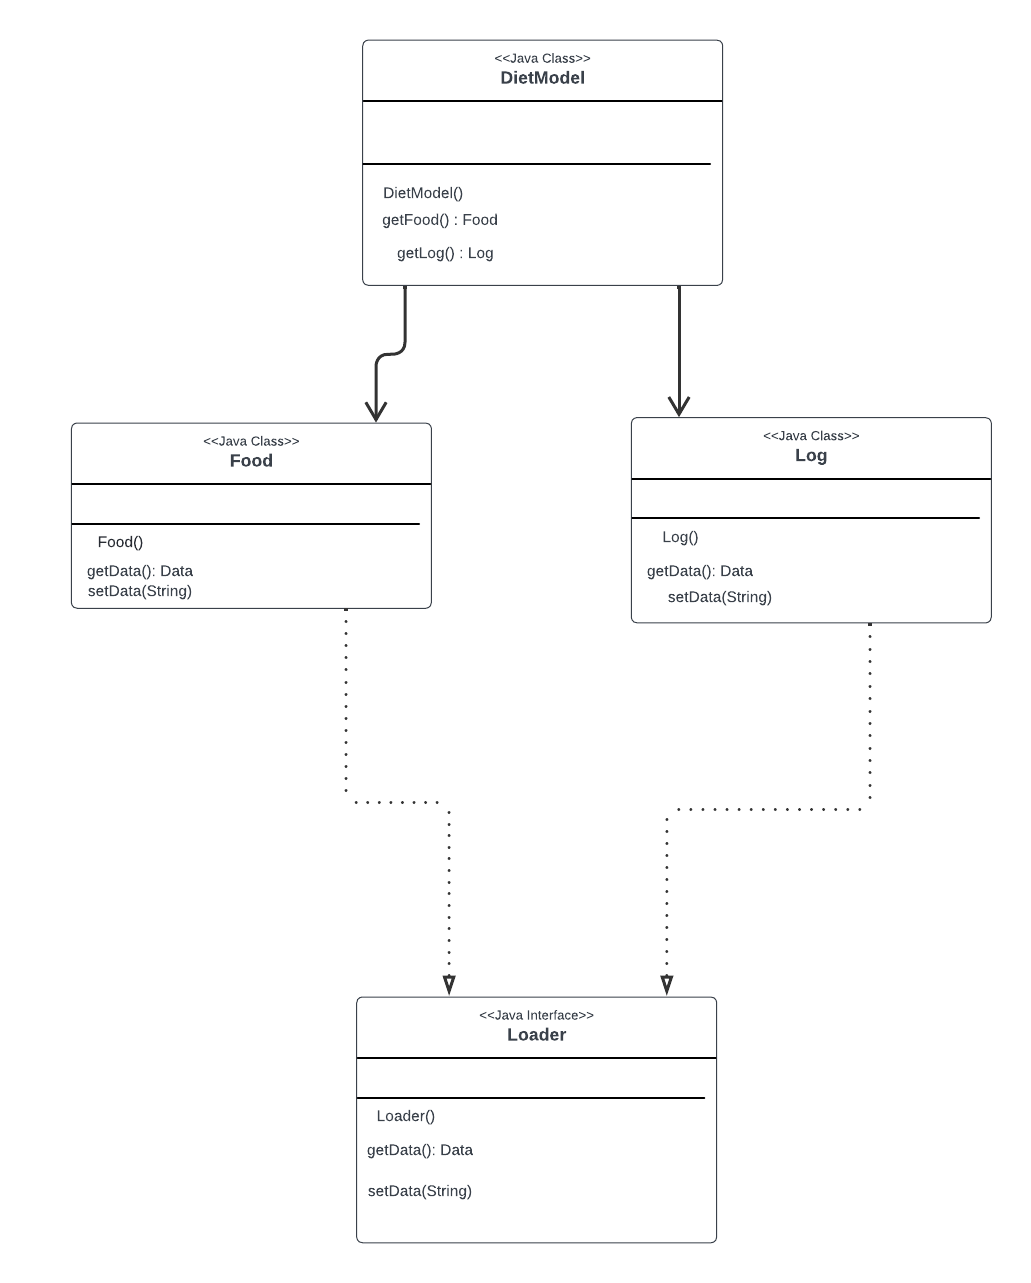 <<Java Class>>
DietModel
DietModel()
getFood() : Food
getLog() : Log
<<Java Class>>
Food
Food()
getData(): Data
setData(String)
<<Java Class>>
Log
Log()
getData(): Data
setData(String)
<<Java Interface>>
Loader
Loader()
getData(): Data
setData(String)